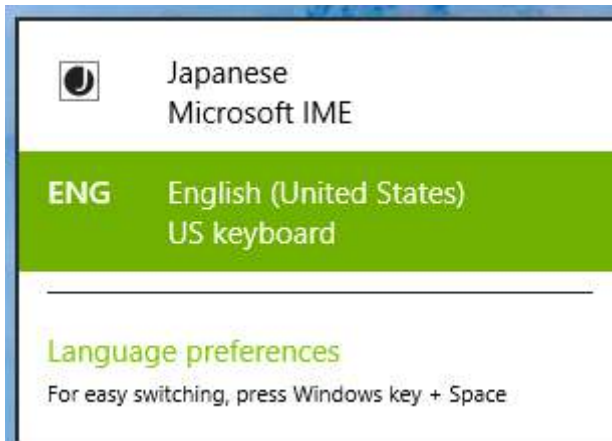 Japanese
Microsoft IME
ENG
English (United States)
US keyboard
Language preferences
For easy switching, press Windows key + Space